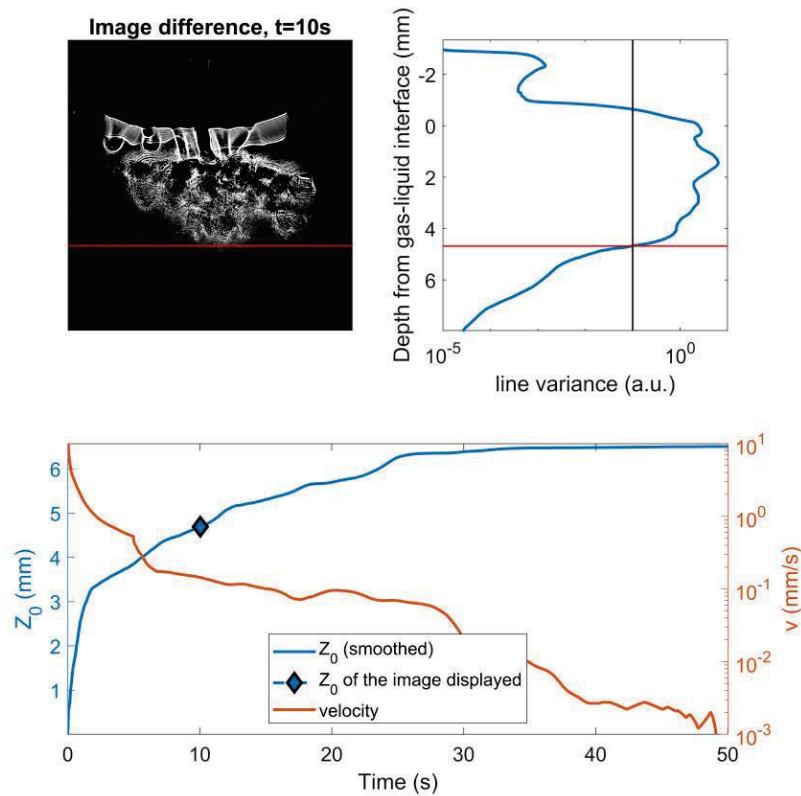 Image difference, t=10s
Depth from gas-liquid interface (mm)
-2
0
2
4
6
10^-5
10^0
line variance (a.u.)
Z_0 (mm)
6
5
4
3
2
1
0
10
20
30
40
50
Time (s)
Z_0 (smoothed)
Z_0 of the image displayed
velocity
10^1
10^0
10^-1
10^-2
10^-3
v (mm/s)